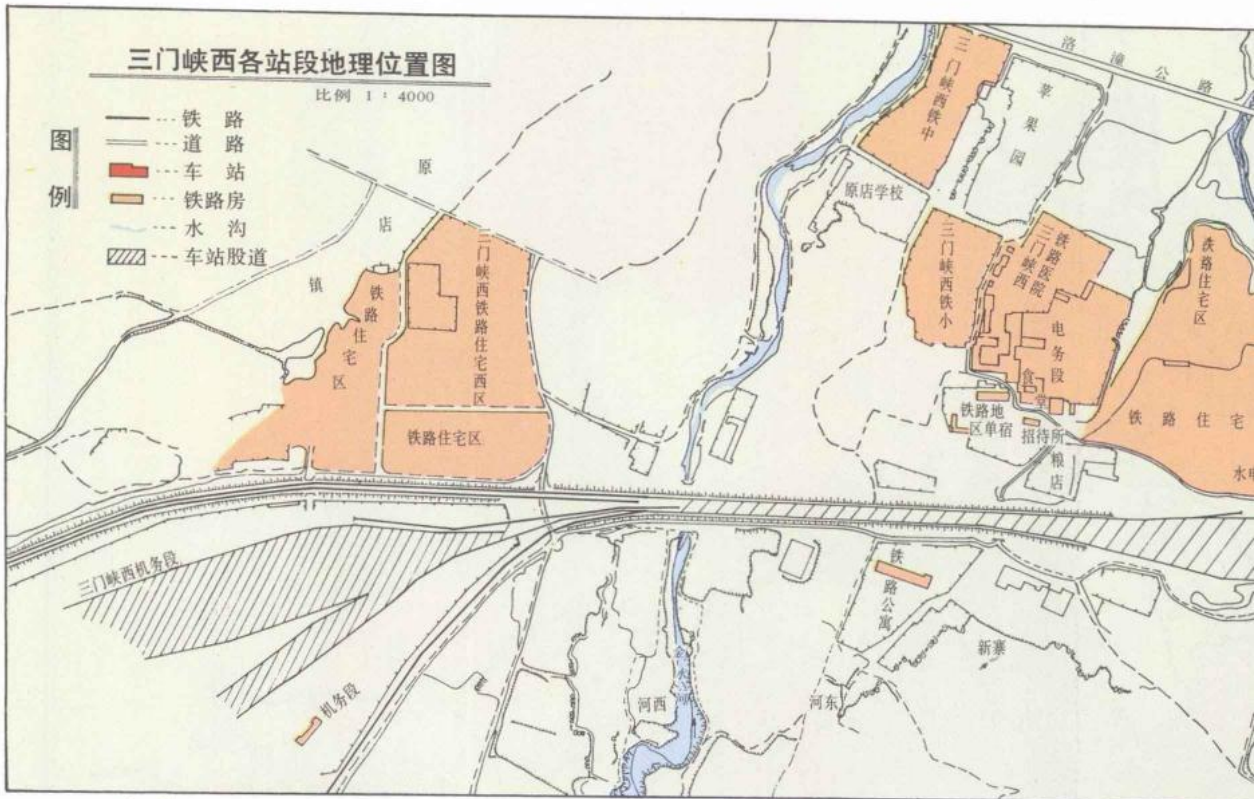 三门峡西各站段地理位置图
比例 1：4000
图例
铁路
道路
车站
铁路房
水沟
车站股道
洛潼公路
三门峡西铁中
苹果园
原店学校
原店镇
三门峡西铁路住宅西区
铁路住宅区
铁路住宅区
三门峡西铁小
三门峡西铁路医院
电务段
食堂
铁路住宅区
铁路住宅
铁路地区单宿
招待所
粮店
水电
三门峡西机务段
铁路公寓
新寨
机务段
河西
河东